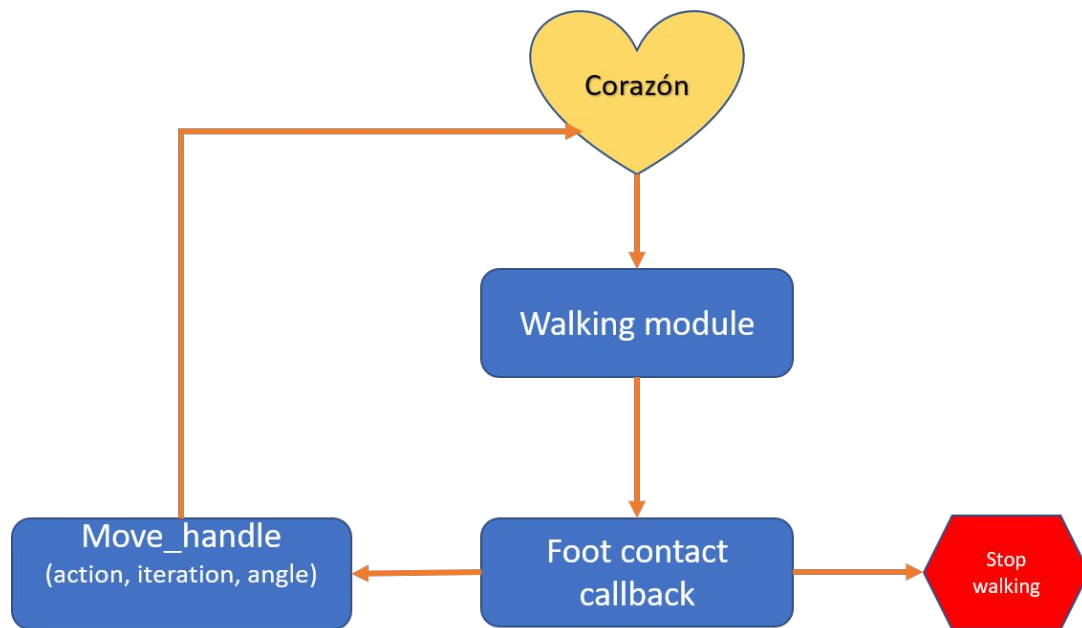 Corazón
Walking module
Move_handle
(action, iteration, angle)
Foot contact
callback
Stop
walking